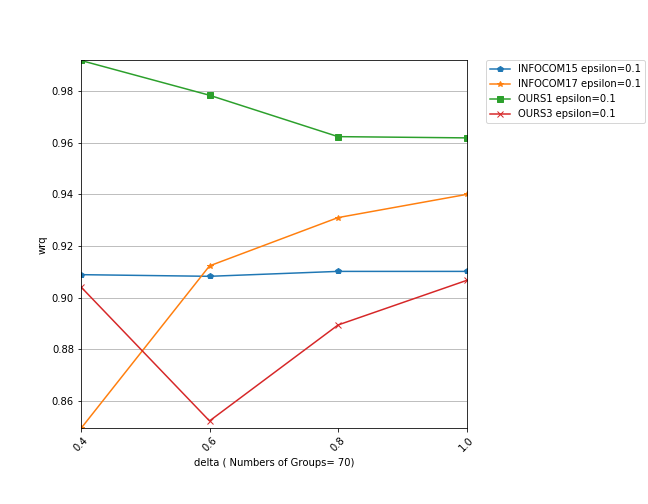 INFOCOM15 epsilon=0.1
INFOCOM17 epsilon=0.1
OURS1 epsilon=0.1
OURS3 epsilon=0.1
0.98
0.96
0.94
0.92
0.90
0.88
0.86
wrq
0.4
0.6
0.8
1.0
delta ( Numbers of Groups= 70)